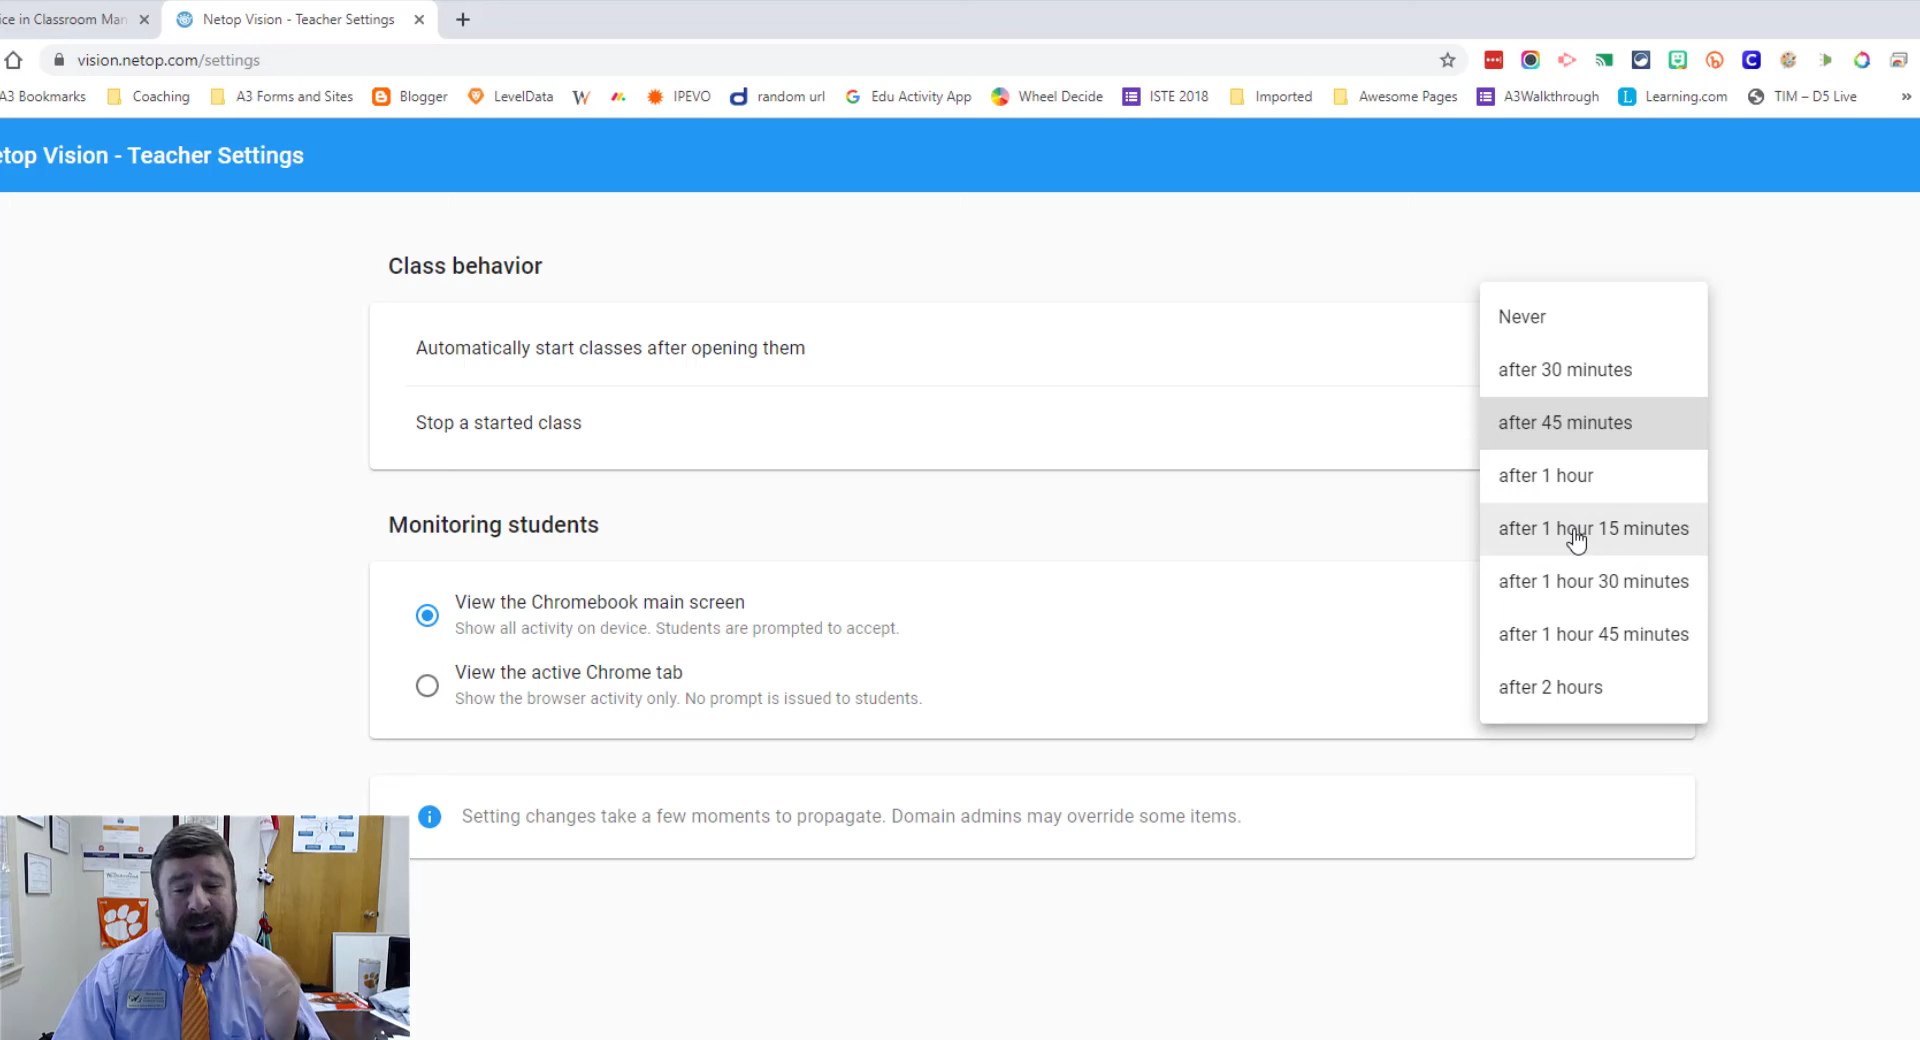 ice in Classroom Man
Netop Vision - Teacher Settings
vision.netop.com/settings
A3 Bookmarks
Coaching
A3 Forms and Sites
Blogger
LevelData
W
IPEVO
random url
Edu Activity App
Wheel Decide
ISTE 2018
Imported
Awesome Pages
A3Walkthrough
Learning.com
TIM – D5 Live
»
etop Vision - Teacher Settings
Class behavior
Automatically start classes after opening them
Stop a started class
Never
after 30 minutes
after 45 minutes
after 1 hour
after 1 hour 15 minutes
after 1 hour 30 minutes
after 1 hour 45 minutes
after 2 hours
Monitoring students
View the Chromebook main screen
Show all activity on device. Students are prompted to accept.
View the active Chrome tab
Show the browser activity only. No prompt is issued to students.
Setting changes take a few moments to propagate. Domain admins may override some items.